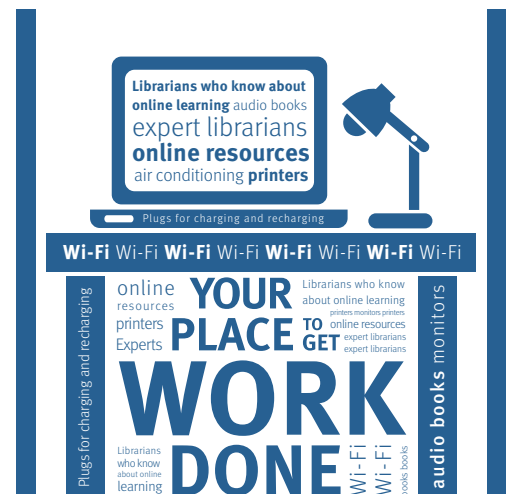 Librarians who know about
online learning audio books
expert librarians
online resources
air conditioning printers
Plugs for charging and recharging
Wi-Fi Wi-Fi Wi-Fi Wi-Fi Wi-Fi Wi-Fi Wi-Fi Wi-Fi
Plugs for charging and recharging
online
resources
printers
Experts
YOUR
PLACE
TO
GET
Librarians who know
about online learning
printers monitors printers
online resources
expert librarians
expert librarians
WORK
DONE
Librarians
who know
about online
learning
Wi-Fi
Wi-Fi
books books
audio books monitors